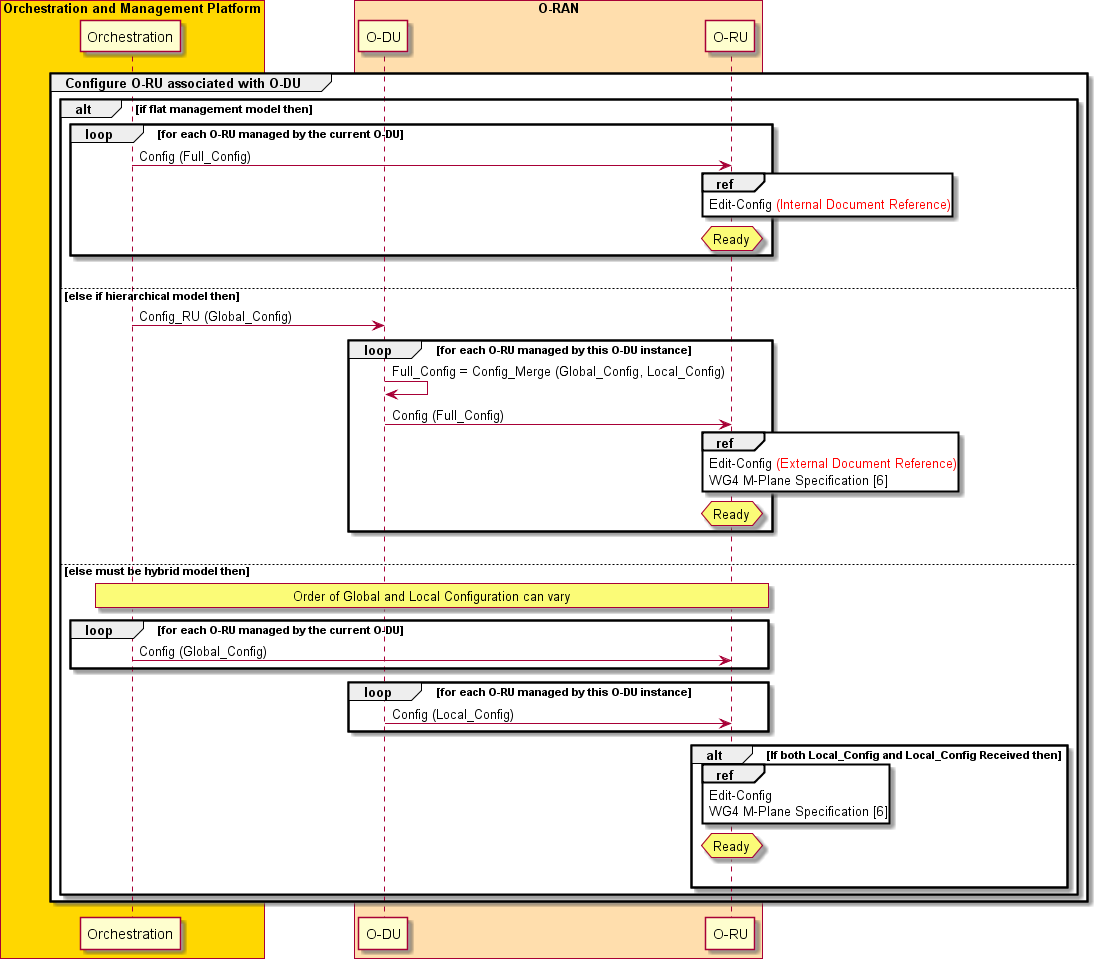 Orchestration and Management Platform
O-RAN
Orchestration
O-DU
O-RU
Configure O-RU associated with O-DU
alt
[if flat management model then]
loop
[for each O-RU managed by the current O-DU]
Config (Full_Config)
ref
Edit-Config (Internal Document Reference)
Ready
[else if hierarchical model then]
Config_RU (Global_Config)
loop
[for each O-RU managed by this O-DU instance]
Full_Config = Config_Merge (Global_Config, Local_Config)
Config (Full_Config)
ref
Edit-Config (External Document Reference)
WG4 M-Plane Specification [6]
Ready
[else must be hybrid model then]
Order of Global and Local Configuration can vary
loop
[for each O-RU managed by the current O-DU]
Config (Global_Config)
loop
[for each O-RU managed by this O-DU instance]
Config (Local_Config)
alt
[If both Local_Config and Local_Config Received then]
ref
Edit-Config
WG4 M-Plane Specification [6]
Ready
Orchestration
O-DU
O-RU